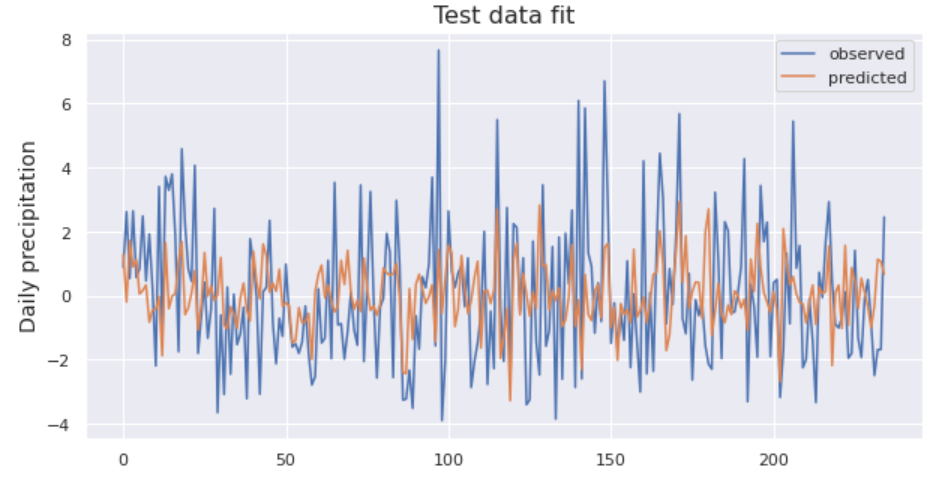 Test data fit
observed
predicted
Daily precipitation
8
6
4
2
0
−2
−4
0 50 100 150 200